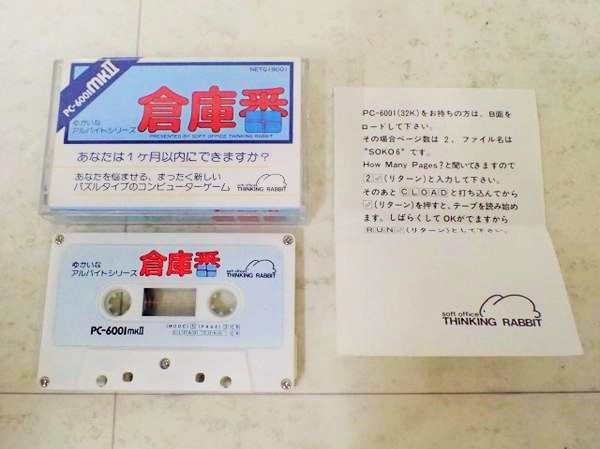 PC-6001mkII
NETQ19001
ゆかいな
アルバイトシリーズ
倉庫番
PRESENTED BY SOFT OFFICE THINKING RABBIT
あなたは1ヶ月以内にできますか?
あなたを悩ませる、まったく新しい
パズルタイプのコンピューターゲーム
soft office
THINKING RABBIT
ゆかいな
アルバイトシリーズ
倉庫番
soft office
THINKING RABBIT
PC-6001mkII
PC-6001(32K)をお持ちの方は、B面を
ロードして下さい。
その場合ページ数は 2、ファイル名は
"SOKO6" です。
How Many Pages?と聞いてきますので
2⏎(リターン)と入力して下さい。
そのあとCLOADと打ち込んでから
⏎(リターン)を押すと、テープを読み始め
ます。しばらくしてOKがでますから
RUN⏎(リターン)として下さい。
soft office
THINKING RABBIT